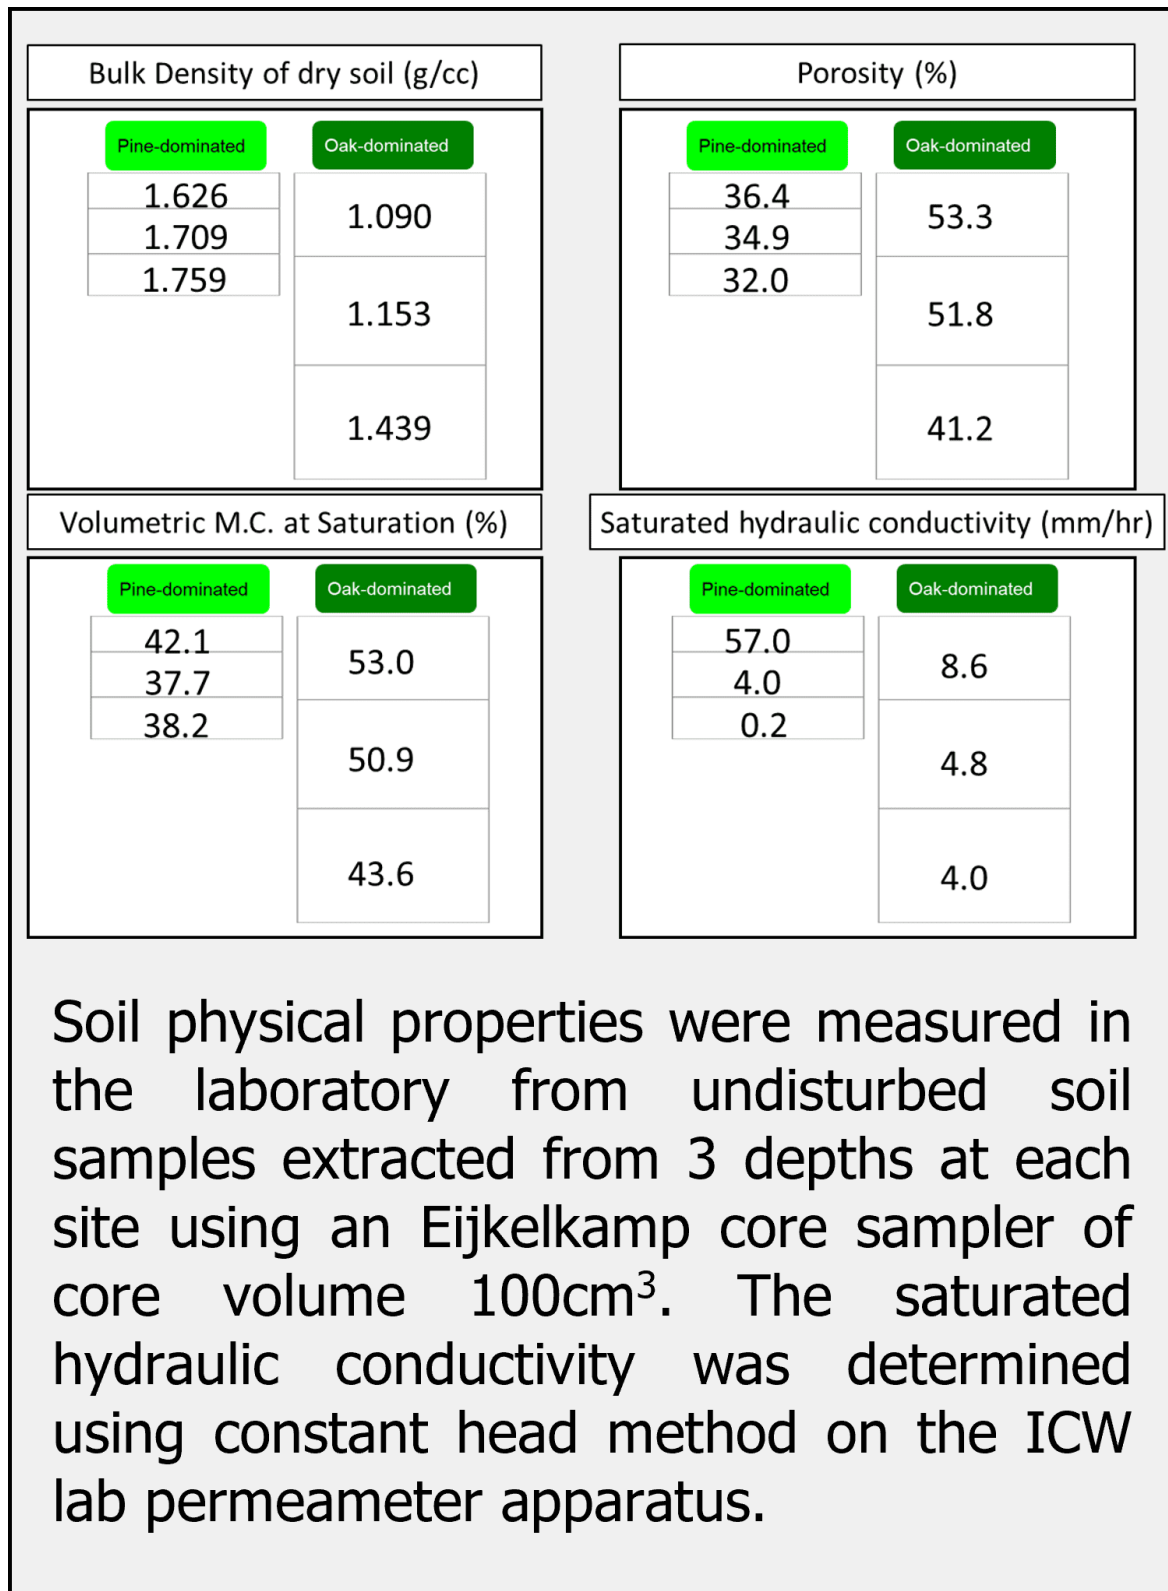 Bulk Density of dry soil (g/cc)
Pine-dominated
1.626
1.709
1.759
Oak-dominated
1.090
1.153
1.439
Porosity (%)
Pine-dominated
36.4
34.9
32.0
Oak-dominated
53.3
51.8
41.2
Volumetric M.C. at Saturation (%)
Pine-dominated
42.1
37.7
38.2
Oak-dominated
53.0
50.9
43.6
Saturated hydraulic conductivity (mm/hr)
Pine-dominated
57.0
4.0
0.2
Oak-dominated
8.6
4.8
4.0
Soil physical properties were measured in
the laboratory from undisturbed soil
samples extracted from 3 depths at each
site using an Eijkelkamp core sampler of
core volume 100cm³. The saturated
hydraulic conductivity was determined
using constant head method on the ICW
lab permeameter apparatus.